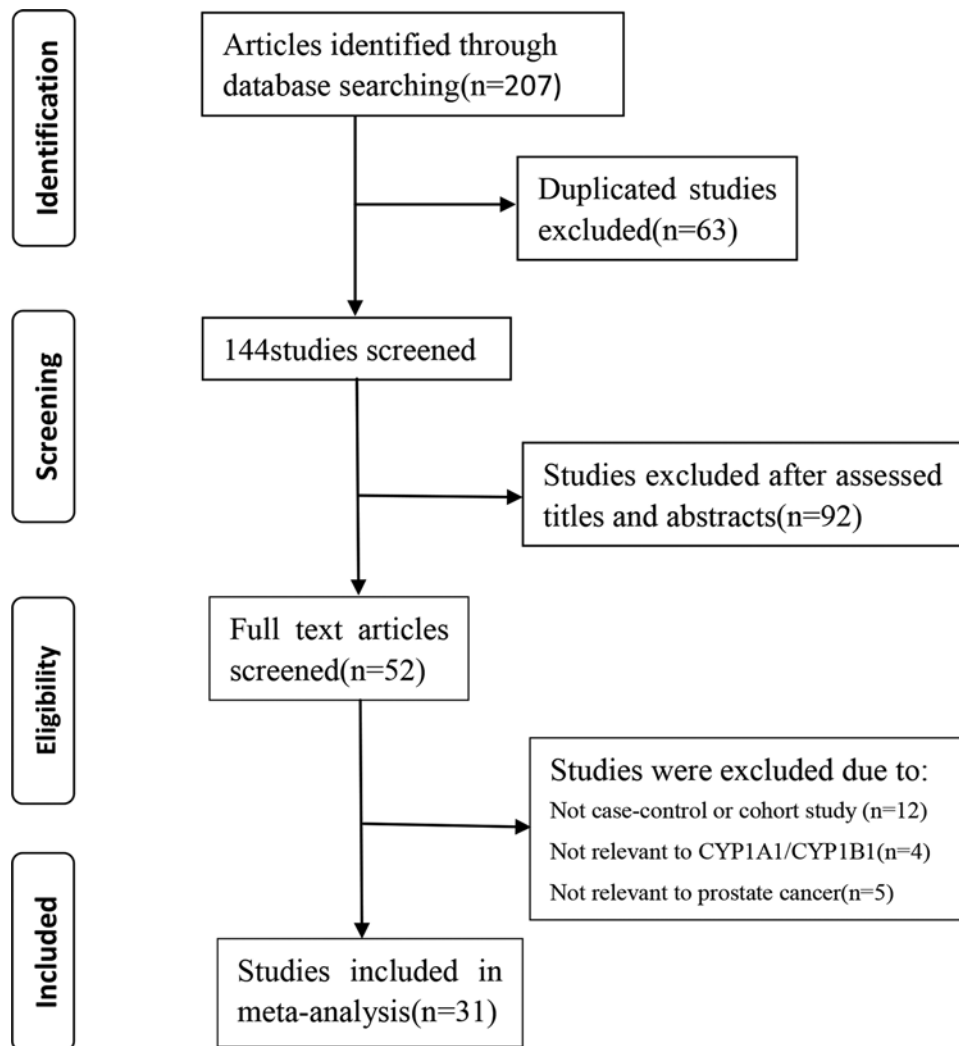 Identification
Articles identified through
database searching(n=207)
Duplicated studies
excluded(n=63)
Screening
144studies screened
Studies excluded after assessed
titles and abstracts(n=92)
Eligibility
Full text articles
screened(n=52)
Studies were excluded due to:
Not case-control or cohort study (n=12)
Not relevant to CYP1A1/CYP1B1(n=4)
Not relevant to prostate cancer(n=5)
Included
Studies included in
meta-analysis(n=31)